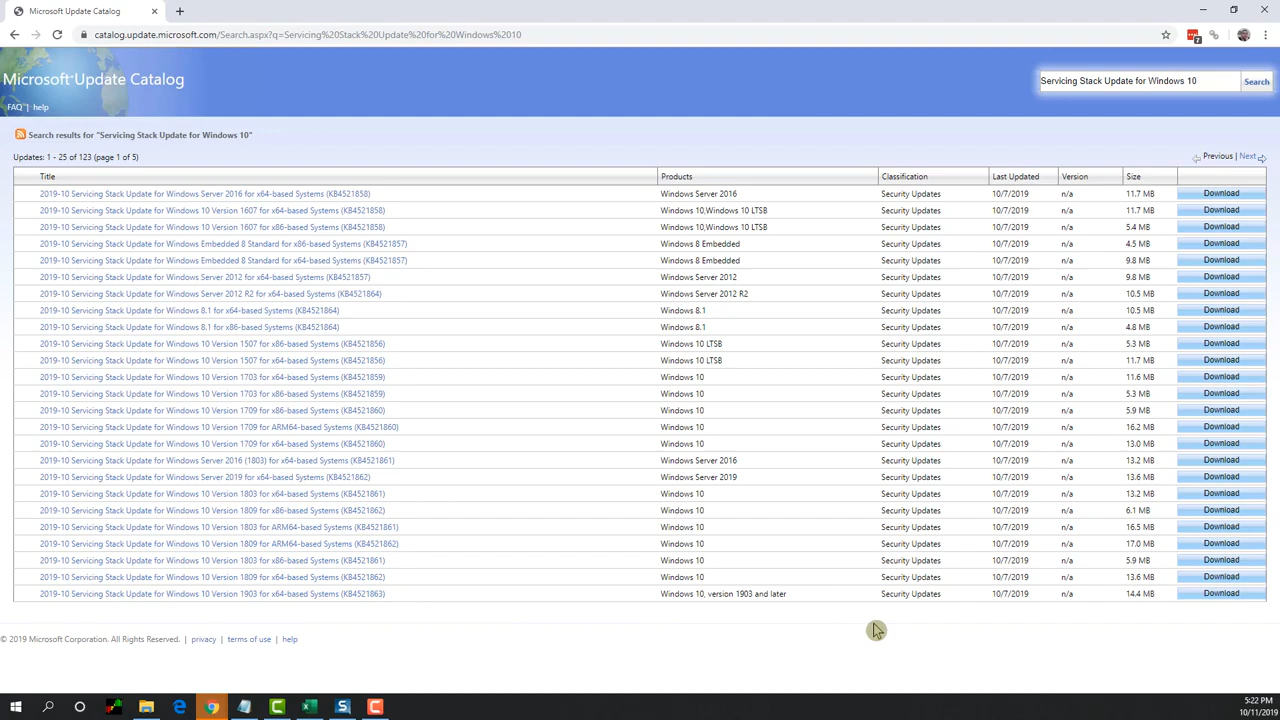 Microsoft Update Catalog
catalog.update.microsoft.com/Search.aspx?q=Servicing%20Stack%20Update%20for%20Windows%2010
7
Microsoft Update Catalog
Servicing Stack Update for Windows 10 Search
FAQ | help
Search results for "Servicing Stack Update for Windows 10"
Updates: 1 - 25 of 123 (page 1 of 5) Previous | Next
Title Products Classification Last Updated Version Size
2019-10 Servicing Stack Update for Windows Server 2016 for x64-based Systems (KB4521858) Windows Server 2016 Security Updates 10/7/2019 n/a 11.7 MB Download
2019-10 Servicing Stack Update for Windows 10 Version 1607 for x64-based Systems (KB4521858) Windows 10,Windows 10 LTSB Security Updates 10/7/2019 n/a 11.7 MB Download
2019-10 Servicing Stack Update for Windows 10 Version 1607 for x86-based Systems (KB4521858) Windows 10,Windows 10 LTSB Security Updates 10/7/2019 n/a 5.4 MB Download
2019-10 Servicing Stack Update for Windows Embedded 8 Standard for x86-based Systems (KB4521857) Windows 8 Embedded Security Updates 10/7/2019 n/a 4.5 MB Download
2019-10 Servicing Stack Update for Windows Embedded 8 Standard for x64-based Systems (KB4521857) Windows 8 Embedded Security Updates 10/7/2019 n/a 9.8 MB Download
2019-10 Servicing Stack Update for Windows Server 2012 for x64-based Systems (KB4521857) Windows Server 2012 Security Updates 10/7/2019 n/a 9.8 MB Download
2019-10 Servicing Stack Update for Windows Server 2012 R2 for x64-based Systems (KB4521864) Windows Server 2012 R2 Security Updates 10/7/2019 n/a 10.5 MB Download
2019-10 Servicing Stack Update for Windows 8.1 for x64-based Systems (KB4521864) Windows 8.1 Security Updates 10/7/2019 n/a 10.5 MB Download
2019-10 Servicing Stack Update for Windows 8.1 for x86-based Systems (KB4521864) Windows 8.1 Security Updates 10/7/2019 n/a 4.8 MB Download
2019-10 Servicing Stack Update for Windows 10 Version 1507 for x86-based Systems (KB4521856) Windows 10 LTSB Security Updates 10/7/2019 n/a 5.3 MB Download
2019-10 Servicing Stack Update for Windows 10 Version 1507 for x64-based Systems (KB4521856) Windows 10 LTSB Security Updates 10/7/2019 n/a 11.7 MB Download
2019-10 Servicing Stack Update for Windows 10 Version 1703 for x64-based Systems (KB4521859) Windows 10 Security Updates 10/7/2019 n/a 11.6 MB Download
2019-10 Servicing Stack Update for Windows 10 Version 1703 for x86-based Systems (KB4521859) Windows 10 Security Updates 10/7/2019 n/a 5.3 MB Download
2019-10 Servicing Stack Update for Windows 10 Version 1709 for x86-based Systems (KB4521860) Windows 10 Security Updates 10/7/2019 n/a 5.9 MB Download
2019-10 Servicing Stack Update for Windows 10 Version 1709 for ARM64-based Systems (KB4521860) Windows 10 Security Updates 10/7/2019 n/a 16.2 MB Download
2019-10 Servicing Stack Update for Windows 10 Version 1709 for x64-based Systems (KB4521860) Windows 10 Security Updates 10/7/2019 n/a 13.0 MB Download
2019-10 Servicing Stack Update for Windows Server 2016 (1803) for x64-based Systems (KB4521861) Windows Server 2016 Security Updates 10/7/2019 n/a 13.2 MB Download
2019-10 Servicing Stack Update for Windows Server 2019 for x64-based Systems (KB4521862) Windows Server 2019 Security Updates 10/7/2019 n/a 13.6 MB Download
2019-10 Servicing Stack Update for Windows 10 Version 1803 for x64-based Systems (KB4521861) Windows 10 Security Updates 10/7/2019 n/a 13.2 MB Download
2019-10 Servicing Stack Update for Windows 10 Version 1809 for x86-based Systems (KB4521862) Windows 10 Security Updates 10/7/2019 n/a 6.1 MB Download
2019-10 Servicing Stack Update for Windows 10 Version 1803 for ARM64-based Systems (KB4521861) Windows 10 Security Updates 10/7/2019 n/a 16.5 MB Download
2019-10 Servicing Stack Update for Windows 10 Version 1809 for ARM64-based Systems (KB4521862) Windows 10 Security Updates 10/7/2019 n/a 17.0 MB Download
2019-10 Servicing Stack Update for Windows 10 Version 1803 for x86-based Systems (KB4521861) Windows 10 Security Updates 10/7/2019 n/a 5.9 MB Download
2019-10 Servicing Stack Update for Windows 10 Version 1809 for x64-based Systems (KB4521862) Windows 10 Security Updates 10/7/2019 n/a 13.6 MB Download
2019-10 Servicing Stack Update for Windows 10 Version 1903 for x64-based Systems (KB4521863) Windows 10, version 1903 and later Security Updates 10/7/2019 n/a 14.4 MB Download
© 2019 Microsoft Corporation. All Rights Reserved. | privacy | terms of use | help
5:22 PM
10/11/2019